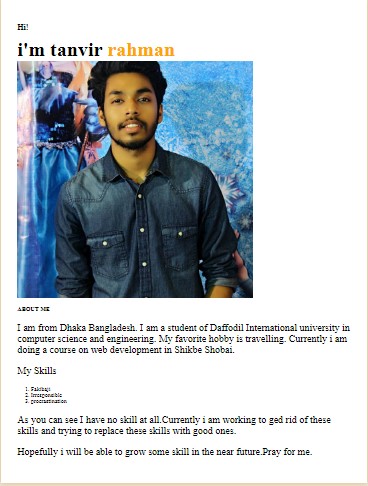 Hi!
i'm tanvir rahman
ABOUT ME
I am from Dhaka Bangladesh. I am a student of Daffodil International university in
computer science and engineering. My favorite hobby is travelling. Currently i am
doing a course on web development in Shikbe Shobai.
My Skills
1. Fakibaji
2. Irresponsible
3. procrastination
As you can see I have no skill at all.Currently i am working to ged rid of these
skills and trying to replace these skills with good ones.
Hopefully i will be able to grow some skill in the near future.Pray for me.